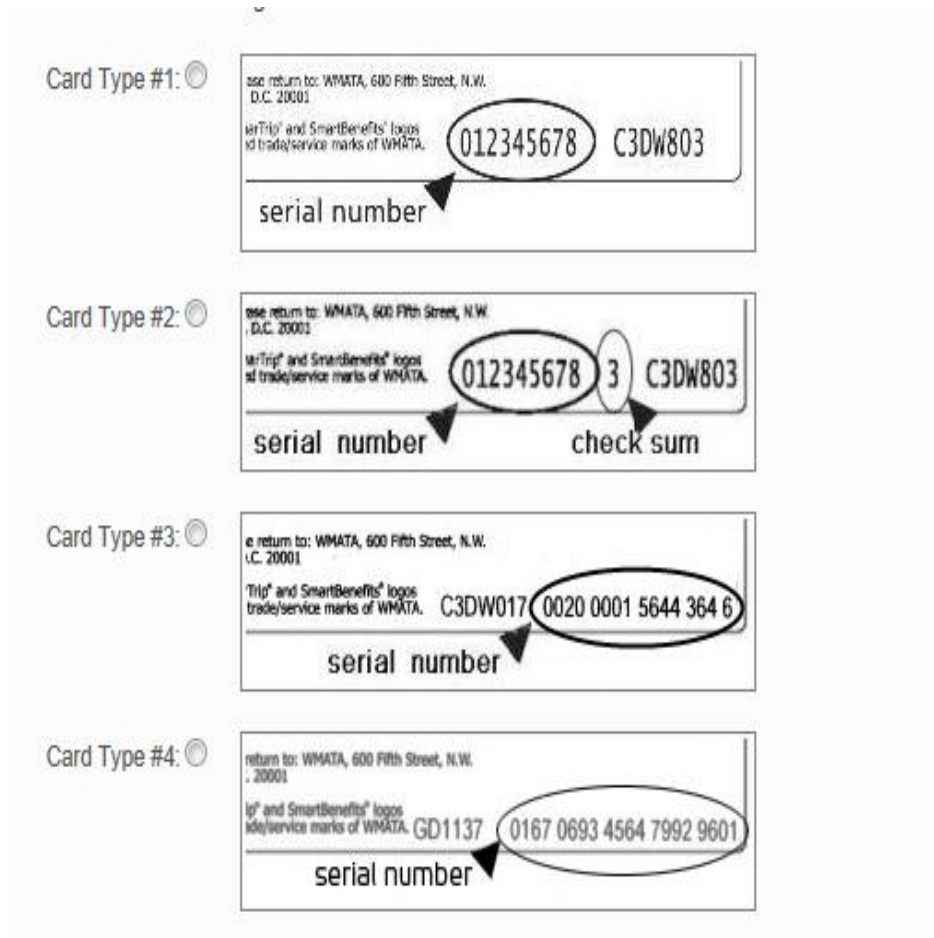 Card Type #1:
ase return to: WMATA, 600 Fifth Street, N.W.
D.C. 20001
arTrip® and SmartBenefits® logos
d trade/service marks of WMATA. 012345678 C3DW803
serial number
Card Type #2:
ase return to: WMATA, 600 Fifth Street, N.W.
. D.C. 20001
arTrip® and SmartBenefits® logos
d trade/service marks of WMATA. 012345678 3 C3DW803
serial number check sum
Card Type #3:
e return to: WMATA, 600 Fifth Street, N.W.
.C. 20001
Trip® and SmartBenefits® logos
trade/service marks of WMATA. C3DW017 0020 0001 5644 364 6
serial number
Card Type #4:
return to: WMATA, 600 Fifth Street, N.W.
. 20001
ip® and SmartBenefits® logos
ade/service marks of WMATA. GD1137 0167 0693 4564 7992 9601
serial number